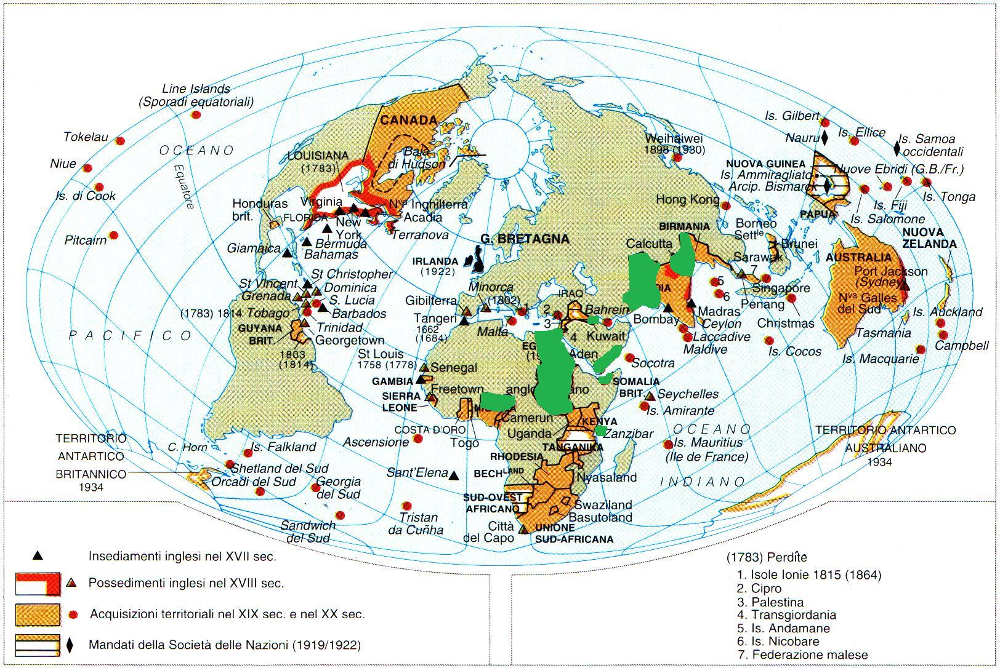 Line Islands
(Sporadi equatoriali)
Tokelau
Niue
Is. di Cook
Pitcairn
OCEANO
Equatore
PACIFICO
CANADA
Baia
di Hudson
LOUISIANA
(1783)
Honduras
brit.
Virginia
FLORIDA
New
York
Nva Inghilterra
Acadia
Terranova
Bermuda
Bahamas
Giamaica
St Christopher
St Vincent
Dominica
Grenada
S. Lucia
Barbados
(1783) 1814 Tobago
Trinidad
GUYANA
BRIT.
Georgetown
1803
(1814)
G. BRETAGNA
IRLANDA
(1922)
Minorca
(1802)
Gibilterra
Tangeri
1662
(1684)
Malta
1
2
3
4
IRAQ
Bahrein
Kuwait
EG
Aden
St Louis
1758 (1778)
Senegal
GAMBIA
Freetown
SIERRA
LEONE
anglo
ano
Camerun
COSTA D'ORO
Togo
Uganda
KENYA
Zanzibar
TANGANIKA
RHODESIA
BECHLAND
Nyasaland
SUD-OVEST
AFRICANO
Swaziland
Basutoland
Città
del Capo
UNIONE
SUD-AFRICANA
SOMALIA
BRIT.
Socotra
Seychelles
Is. Amirante
OCEANO
Is. Mauritius
(Ile de France)
INDIANO
Ascensione
Sant'Elena
Tristan
da Cuñha
C. Horn
Is. Falkland
Shetland del Sud
Orcadi del Sud
Georgia
del Sud
Sandwich
del Sud
TERRITORIO
ANTARTICO
BRITANNICO
1934
Weihaiwei
1898 (1930)
Hong Kong
BIRMANIA
Calcutta
DIA
Bombay
Madras
Ceylon
Laccadive
Maldive
5
6
7
Borneo
Settle
Brunei
Sarawak
Singapore
Penang
Christmas
Is. Cocos
Is. Gilbert
Nauru
Is. Ellice
Is. Samoa
occidentali
NUOVA GUINEA
Is. Ammiragliato
Arcip. Bismarck
Nuove Ebridi (G.B./Fr.)
Is. Tonga
Is. Fiji
Is. Salomone
PAPUA
NUOVA
ZELANDA
AUSTRALIA
Port Jackson
(Sydney)
Nva Galles
del Sud
Tasmania
Is. Auckland
Campbell
Is. Macquarie
TERRITORIO ANTARTICO
AUSTRALIANO
1934
Insediamenti inglesi nel XVII sec.
Possedimenti inglesi nel XVIII sec.
Acquisizioni territoriali nel XIX sec. e nel XX sec.
Mandati della Società delle Nazioni (1919/1922)
(1783) Perdite
1. Isole Ionie 1815 (1864)
2. Cipro
3. Palestina
4. Transgiordania
5. Is. Andamane
6. Is. Nicobare
7. Federazione malese